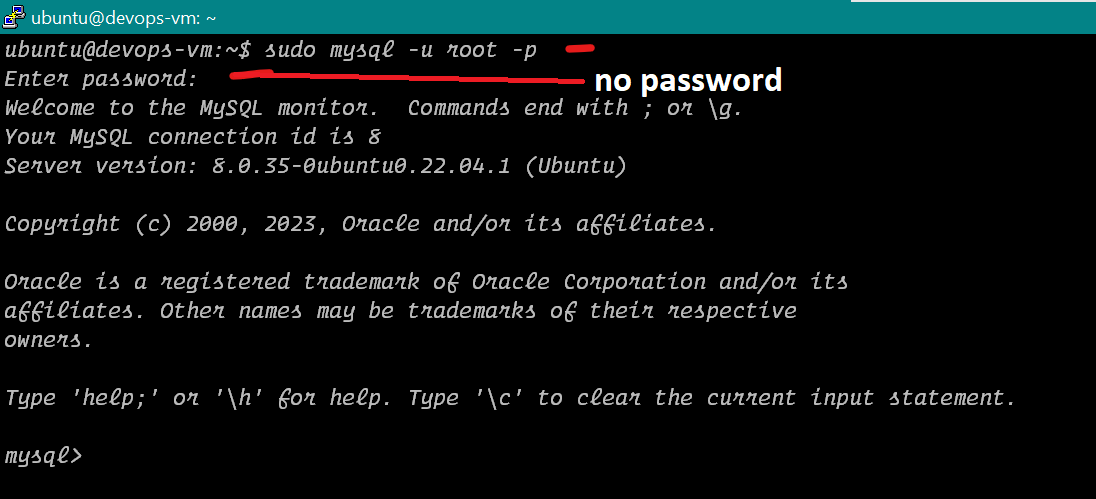 ubuntu@devops-vm: ~
ubuntu@devops-vm:~$ sudo mysql -u root -p
Enter password:
no password
Welcome to the MySQL monitor.  Commands end with ; or \g.
Your MySQL connection id is 8
Server version: 8.0.35-0ubuntu0.22.04.1 (Ubuntu)
Copyright (c) 2000, 2023, Oracle and/or its affiliates.
Oracle is a registered trademark of Oracle Corporation and/or its
affiliates. Other names may be trademarks of their respective
owners.
Type 'help;' or '\h' for help. Type '\c' to clear the current input statement.
mysql>